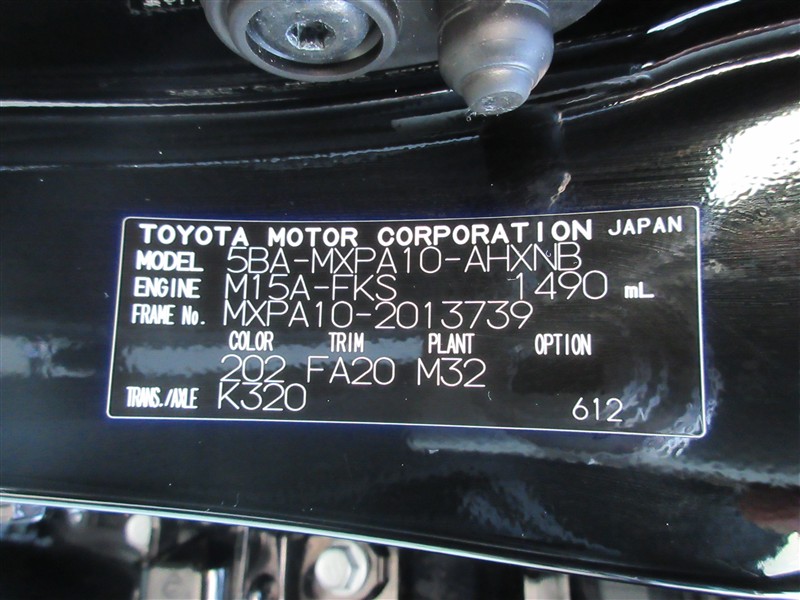 TOYOTA MOTOR CORPORATION JAPAN
MODEL 5BA-MXPA10-AHXNB
ENGINE M15A-FKS 1490 mL
FRAME No. MXPA10-2013739
COLOR TRIM PLANT OPTION
202 FA20 M32
TRANS./AXLE K320
612